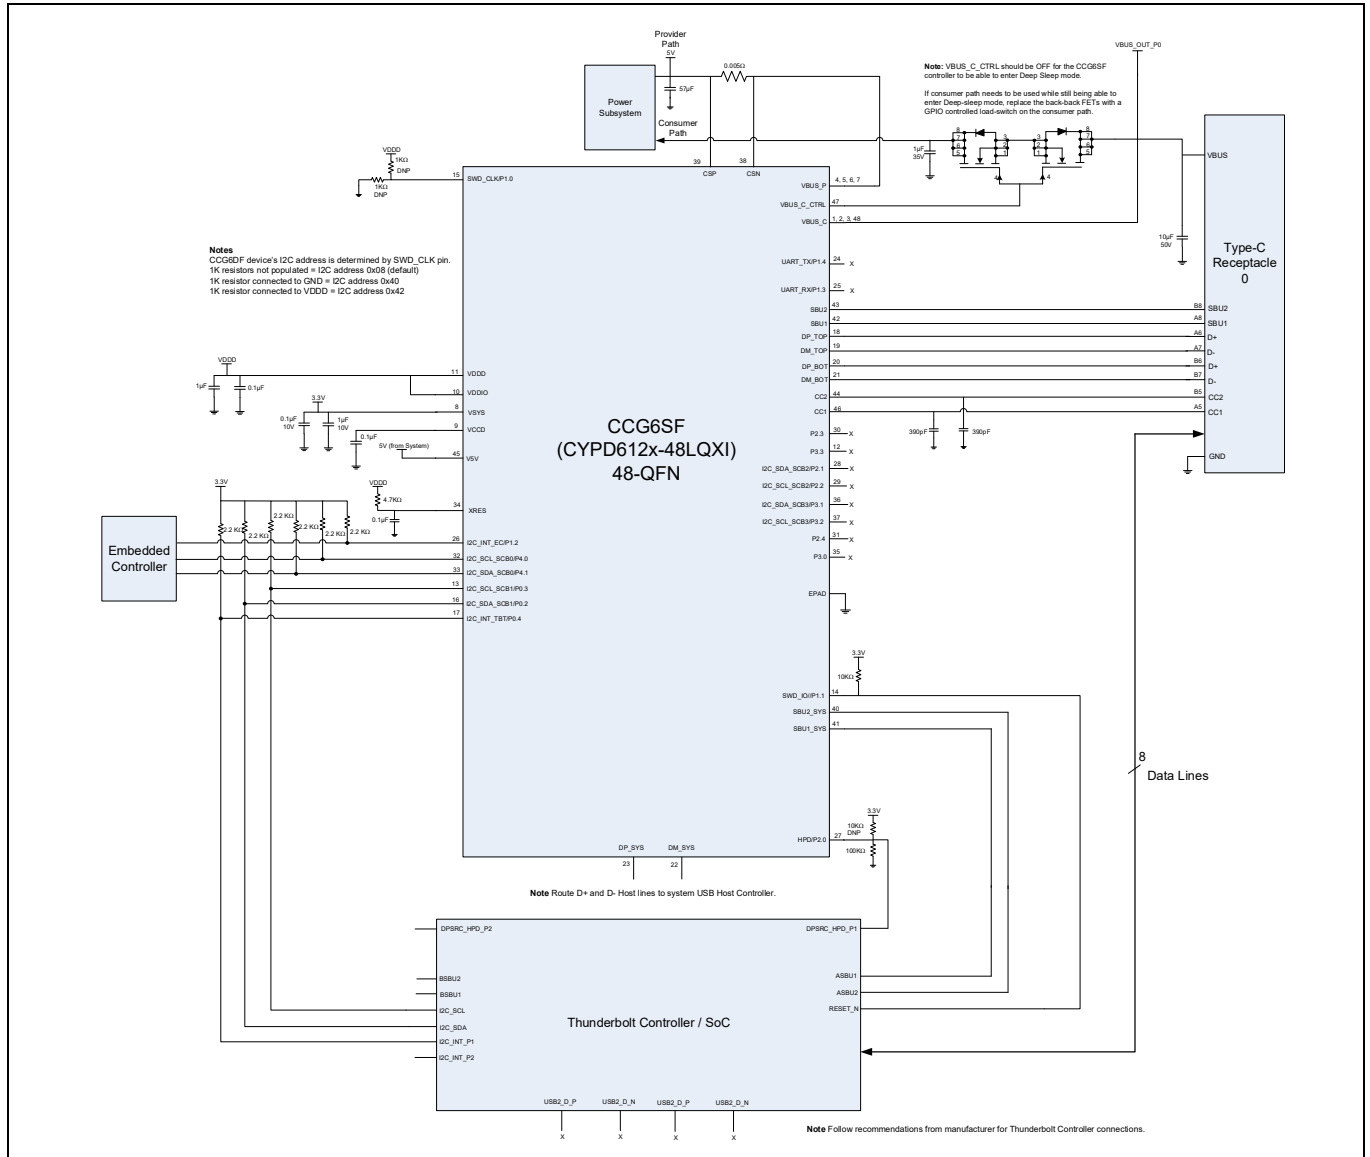 Provider
Path
5V
VBUS_OUT_P0
0.005Ω
57µF
Power
Subsystem
Consumer
Path
Note: VBUS_C_CTRL should be OFF for the CCG6SF
controller to be able to enter Deep Sleep mode.
If consumer path needs to be used while still being able to
enter Deep-sleep mode, replace the back-back FETs with a
GPIO controlled load-switch on the consumer path.
1µF
35V
8
7
6
5
3
2
1
4
3
2
1
4
8
7
6
5
10µF
50V
VDDD
1KΩ
DNP
1KΩ
DNP
15 SWD_CLK/P1.0
39 CSP
38 CSN
VBUS_P 4, 5, 6, 7
VBUS_C_CTRL 47
VBUS_C 1, 2, 3, 48
UART_TX/P1.4 24 X
UART_RX/P1.3 25 X
SBU2 43
SBU1 42
DP_TOP 18
DM_TOP 19
DP_BOT 20
DM_BOT 21
CC2 44
CC1 46
390pF
390pF
P2.3 30 X
P3.3 12 X
I2C_SDA_SCB2/P2.1 28 X
I2C_SCL_SCB2/P2.2 29 X
I2C_SDA_SCB3/P3.1 36 X
I2C_SCL_SCB3/P3.2 37 X
P2.4 31 X
P3.0 35 X
EPAD
VBUS
Type-C
Receptacle
0
B8 SBU2
A8 SBU1
A6 D+
A7 D-
B6 D+
B7 D-
B5 CC2
A5 CC1
GND
Notes
CCG6DF device's I2C address is determined by SWD_CLK pin.
1K resistors not populated = I2C address 0x08 (default)
1K resistor connected to GND = I2C address 0x40
1K resistor connected to VDDD = I2C address 0x42
VDDD
1µF
0.1µF
11 VDDD
10 VDDIO
3.3V
0.1µF
10V
1µF
10V
8 VSYS
9 VCCD
0.1µF
5V (from System)
45 V5V
CCG6SF
(CYPD612x-48LQXI)
48-QFN
VDDD
4.7KΩ
0.1µF
34 XRES
3.3V
2.2 KΩ
2.2 KΩ
2.2 KΩ
2.2 KΩ
2.2 KΩ
2.2 KΩ
Embedded
Controller
26 I2C_INT_EC/P1.2
32 I2C_SCL_SCB0/P4.0
33 I2C_SDA_SCB0/P4.1
13 I2C_SCL_SCB1/P0.3
16 I2C_SDA_SCB1/P0.2
17 I2C_INT_TBT/P0.4
3.3V
10KΩ
SWD_IO//P1.1 14
SBU2_SYS 40
SBU1_SYS 41
8
Data Lines
3.3V
10KΩ
DNP
100KΩ
HPD/P2.0 27
DP_SYS
23
DM_SYS
22
Note Route D+ and D- Host lines to system USB Host Controller.
DPSRC_HPD_P2
BSBU2
BSBU1
I2C_SCL
I2C_SDA
I2C_INT_P1
I2C_INT_P2
Thunderbolt Controller / SoC
DPSRC_HPD_P1
ASBU1
ASBU2
RESET_N
USB2_D_P
USB2_D_N
USB2_D_P
USB2_D_N
X
X
X
X
Note Follow recommendations from manufacturer for Thunderbolt Controller connections.